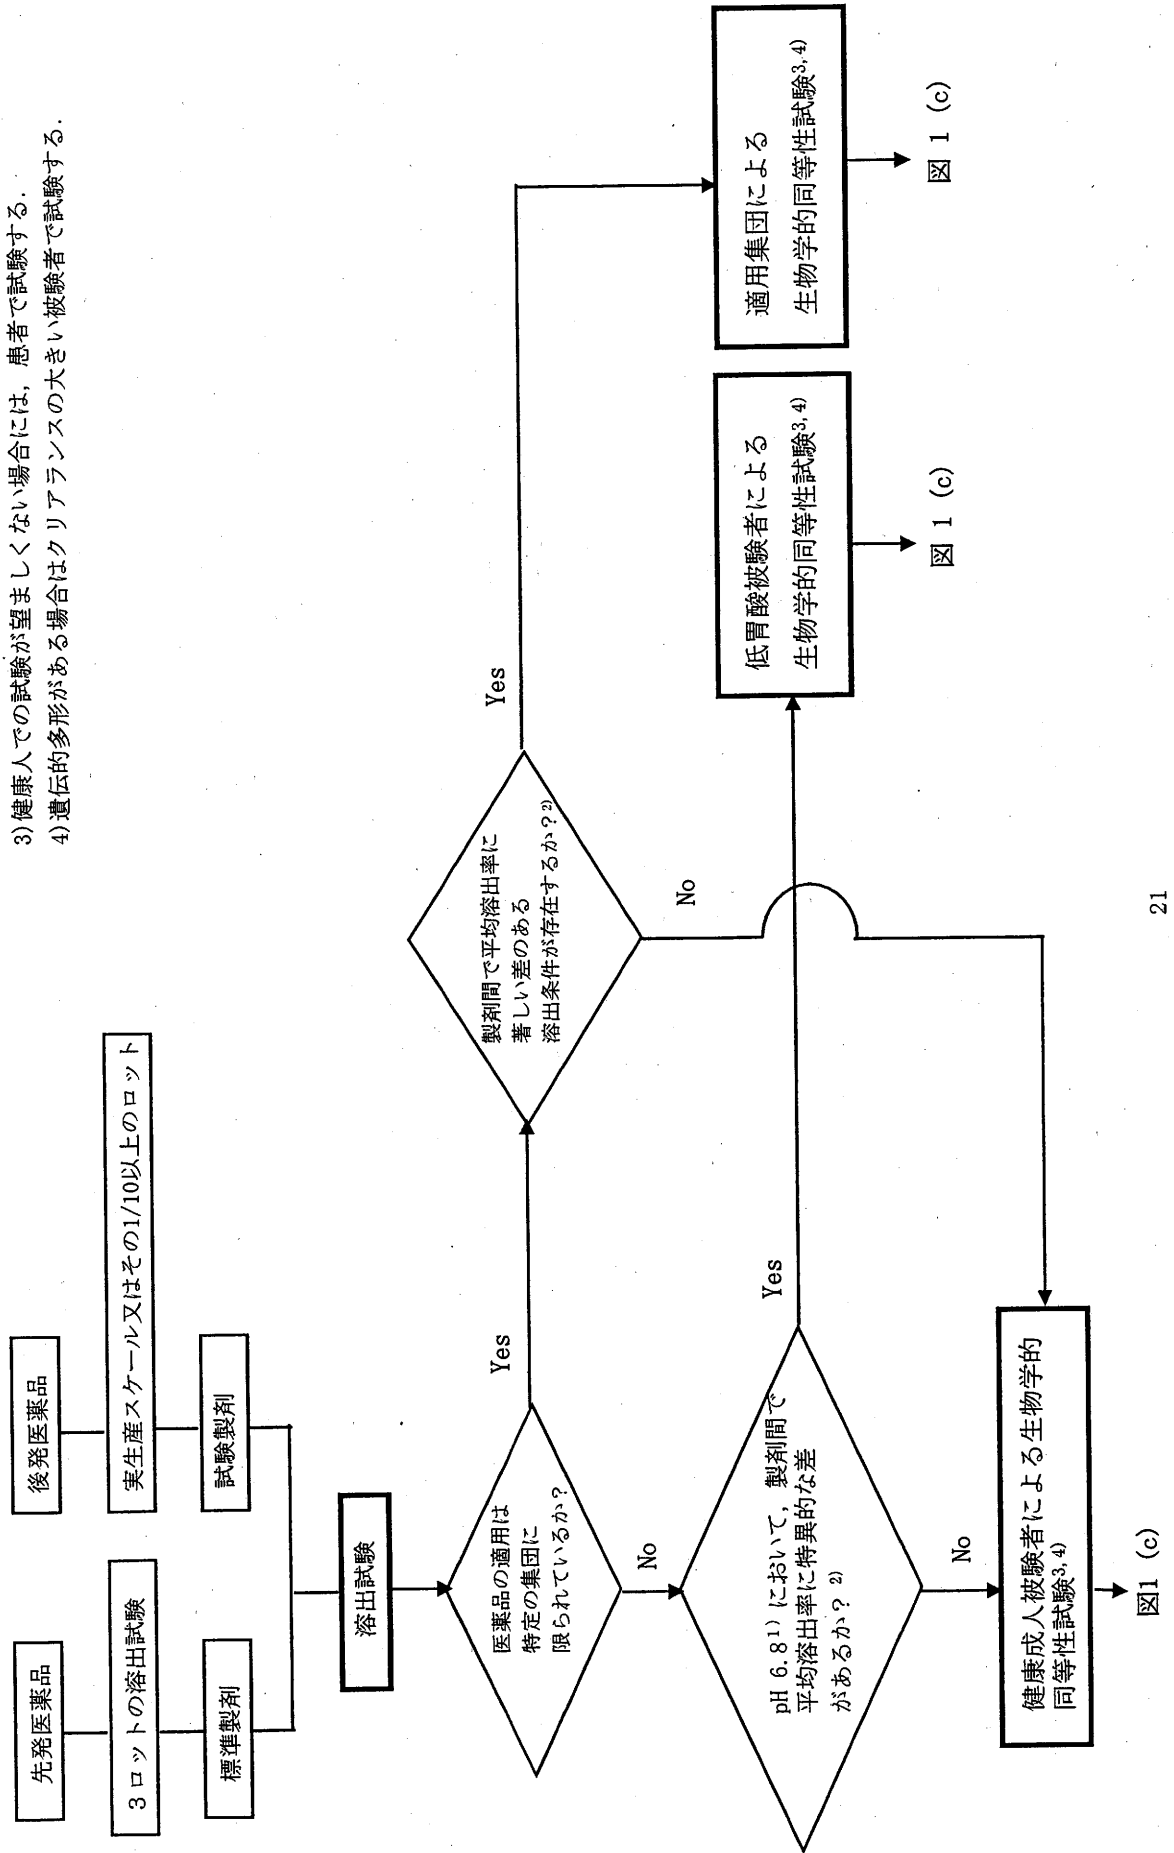 3)健康人での試験が望ましくない場合には，患者で試験する．
4)遺伝的多形がある場合はクリアランスの大きい被験者で試験する．
先発医薬品
後発医薬品
3ロットの溶出試験
実生産スケール又はその1/10以上のロット
標準製剤
試験製剤
溶出試験
医薬品の適用は
特定の集団に
限られているか？
Yes
製剤間で平均溶出率に
著しい差のある
溶出条件が存在するか？2)
Yes
No
No
pH 6.81）において，製剤間で
平均溶出率に特異的な差
があるか？2)
Yes
低胃酸被験者による
生物学的同等性試験3,4)
適用集団による
生物学的同等性試験3,4)
図 1 (c)
図 1 (c)
No
健康成人被験者による生物学的
同等性試験3,4)
図1 (c)
21